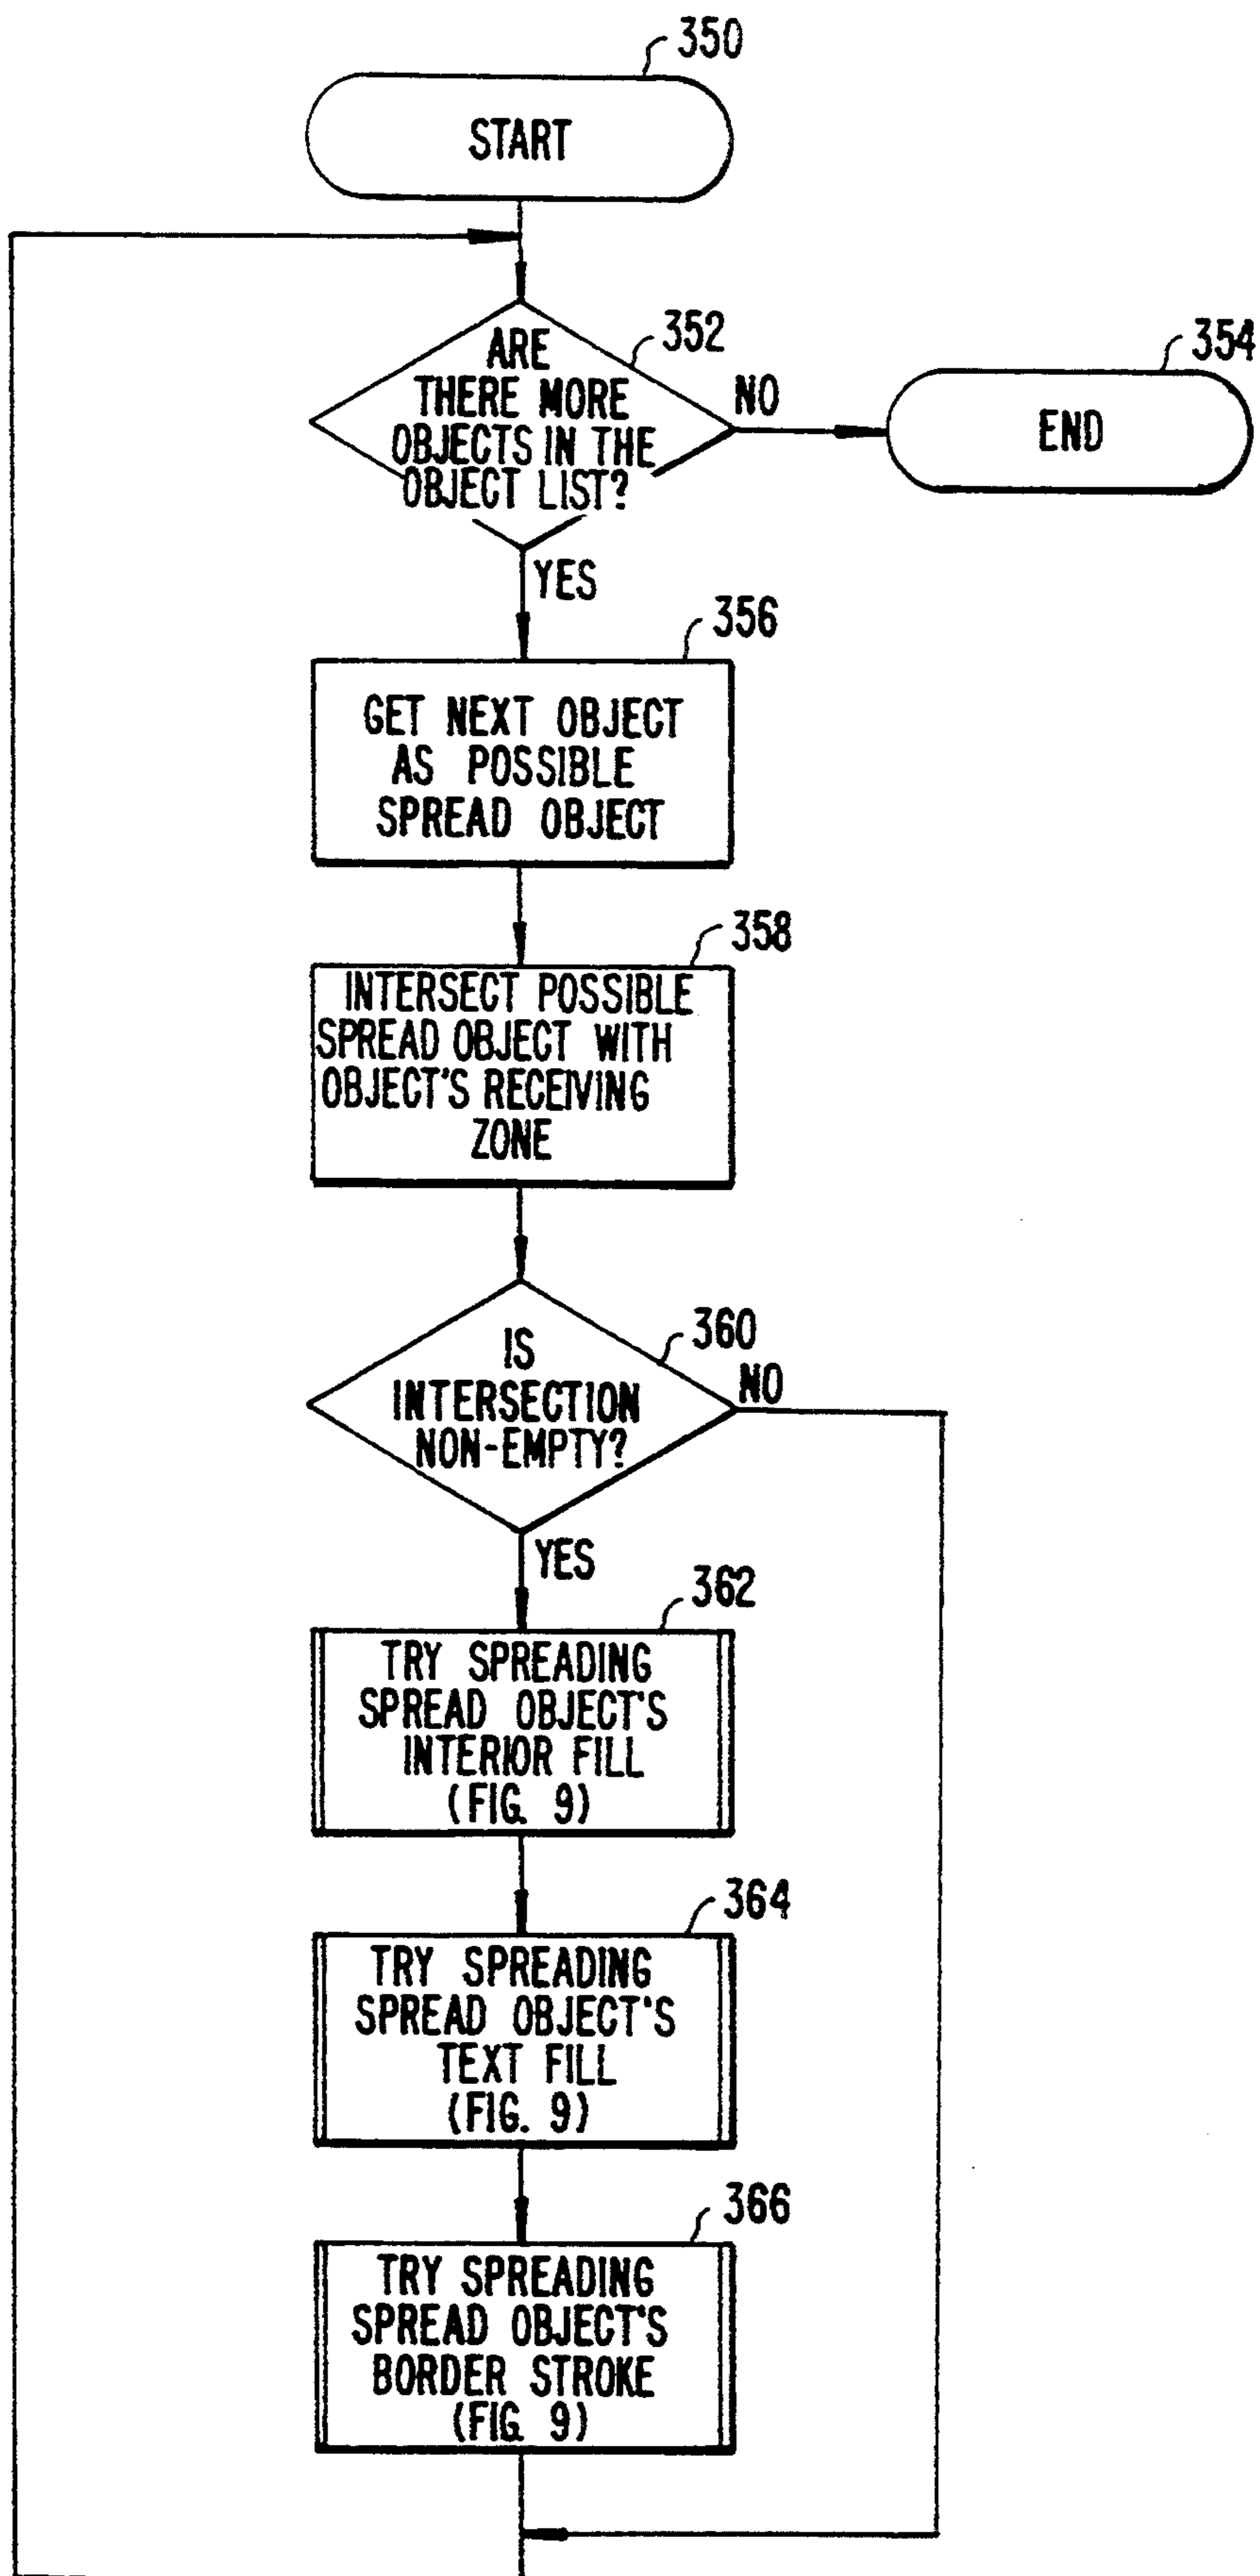 350
START
352
ARE
THERE MORE
OBJECTS IN THE
OBJECT LIST?
NO
354
END
YES
356
GET NEXT OBJECT
AS POSSIBLE
SPREAD OBJECT
358
INTERSECT POSSIBLE
SPREAD OBJECT WITH
OBJECT'S RECEIVING
ZONE
360
IS
INTERSECTION
NON-EMPTY?
NO
YES
362
TRY SPREADING
SPREAD OBJECT'S
INTERIOR FILL
(FIG. 9)
364
TRY SPREADING
SPREAD OBJECT'S
TEXT FILL
(FIG. 9)
366
TRY SPREADING
SPREAD OBJECT'S
BORDER STROKE
(FIG. 9)